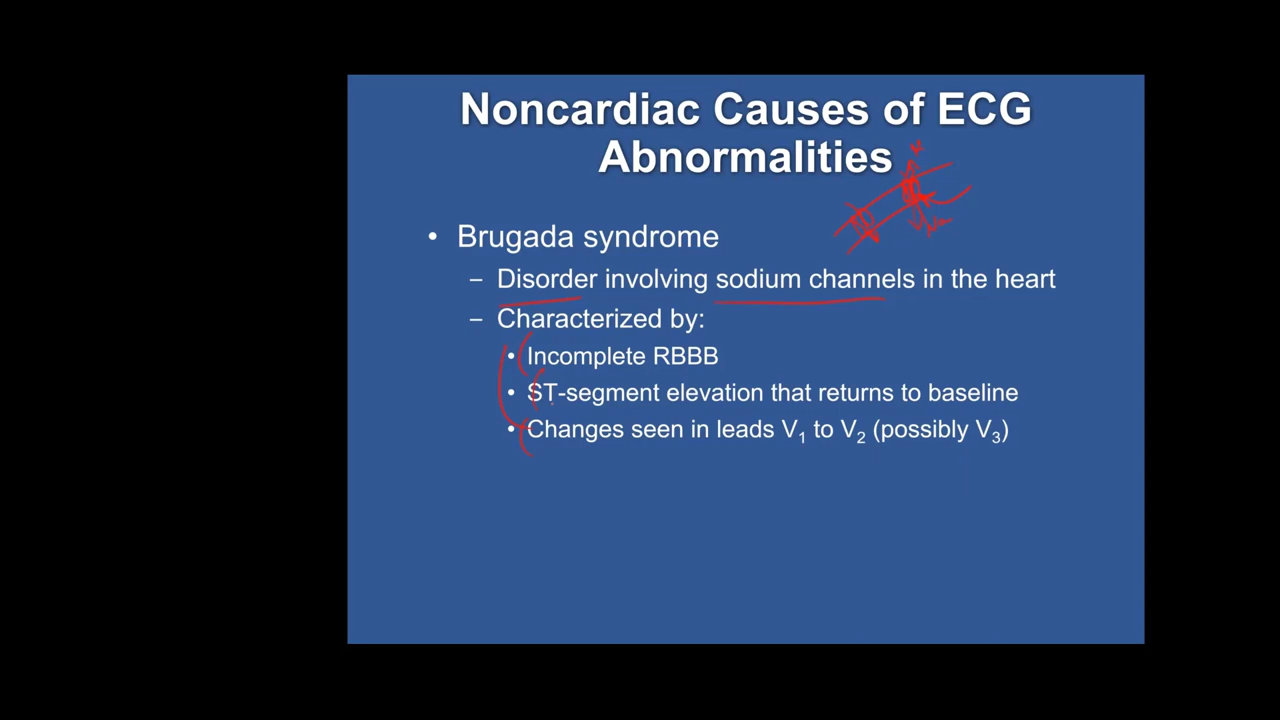 Noncardiac Causes of ECG
Abnormalities
• Brugada syndrome
– Disorder involving sodium channels in the heart
– Characterized by:
• Incomplete RBBB
• ST-segment elevation that returns to baseline
• Changes seen in leads V1 to V2 (possibly V3)